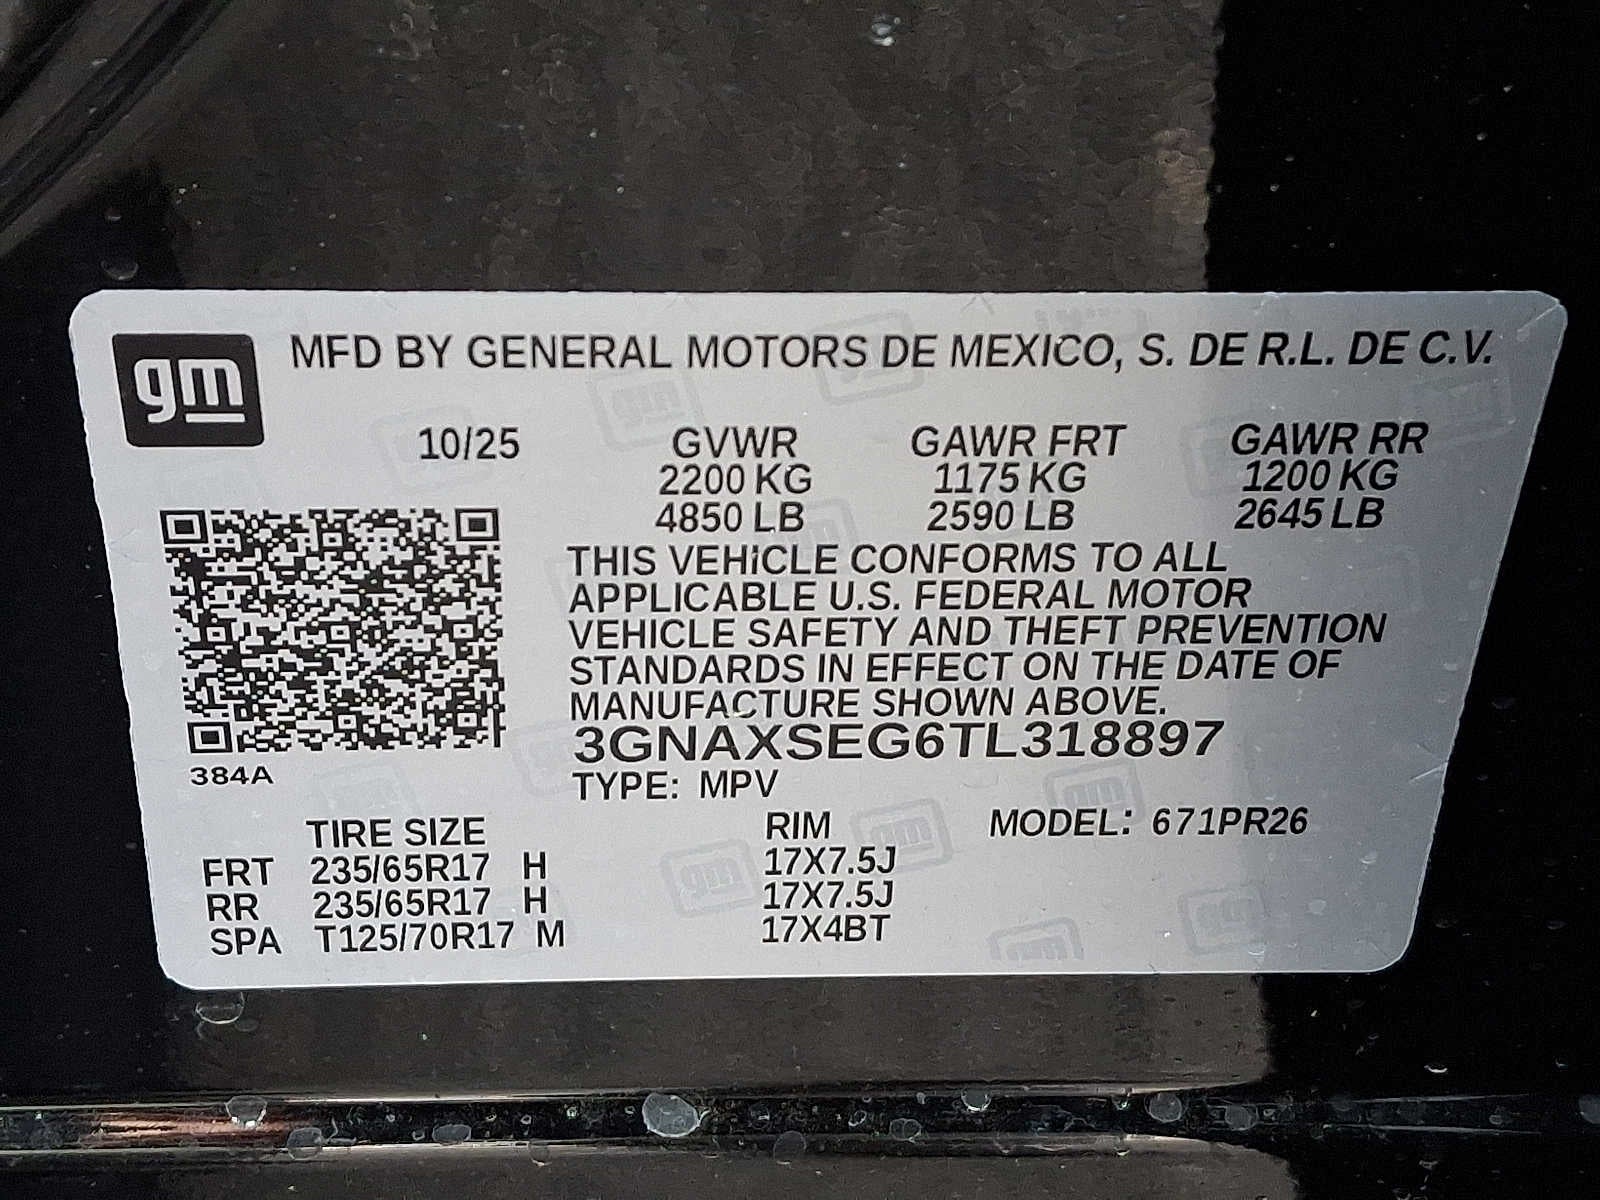 gm MFD BY GENERAL MOTORS DE MEXICO, S. DE R.L. DE C.V.
10/25 GVWR GAWR FRT GAWR RR
2200 KG 1175 KG 1200 KG
4850 LB 2590 LB 2645 LB
THIS VEHICLE CONFORMS TO ALL
APPLICABLE U.S. FEDERAL MOTOR
VEHICLE SAFETY AND THEFT PREVENTION
STANDARDS IN EFFECT ON THE DATE OF
MANUFACTURE SHOWN ABOVE.
3GNAXSEG6TL318897
384A TYPE: MPV
TIRE SIZE RIM MODEL: 671PR26
FRT 235/65R17 H 17X7.5J
RR 235/65R17 H 17X7.5J
SPA T125/70R17 M 17X4BT